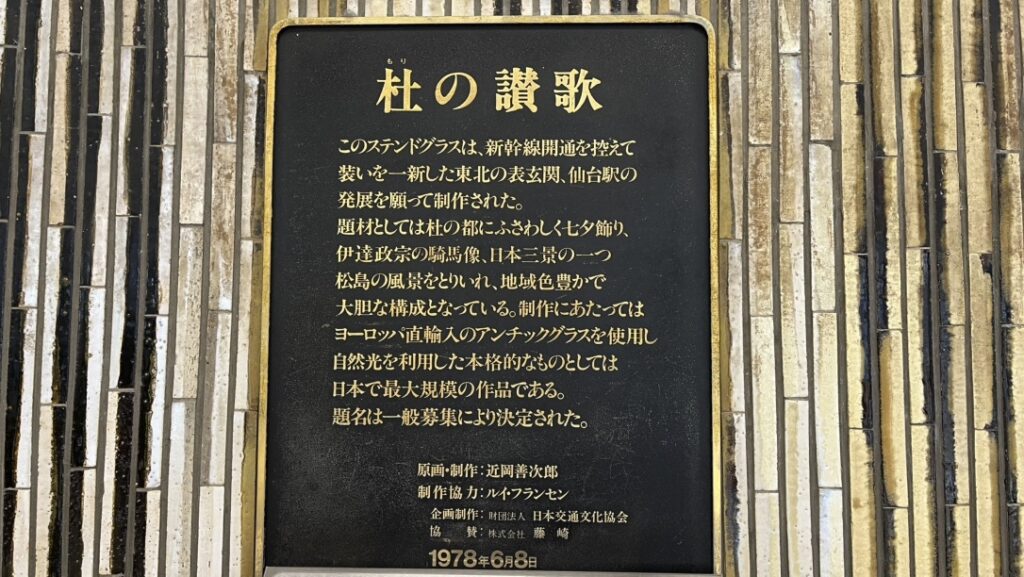 もり
杜の讃歌
このステンドグラスは、新幹線開通を控えて
装いを一新した東北の表玄関、仙台駅の
発展を願って制作された。
題材としては杜の都にふさわしく七夕飾り、
伊達政宗の騎馬像、日本三景の一つ
松島の風景をとりいれ、地域色豊かで
大胆な構成となっている。制作にあたっては
ヨーロッパ直輸入のアンチックグラスを使用し
自然光を利用した本格的なものとしては
日本で最大規模の作品である。
題名は一般募集により決定された。
原画・制作：近岡善次郎
制作協力：ルイ・フランセン
企画制作：財団法人 日本交通文化協会
協 賛：株式会社 藤崎
1978年6月8日